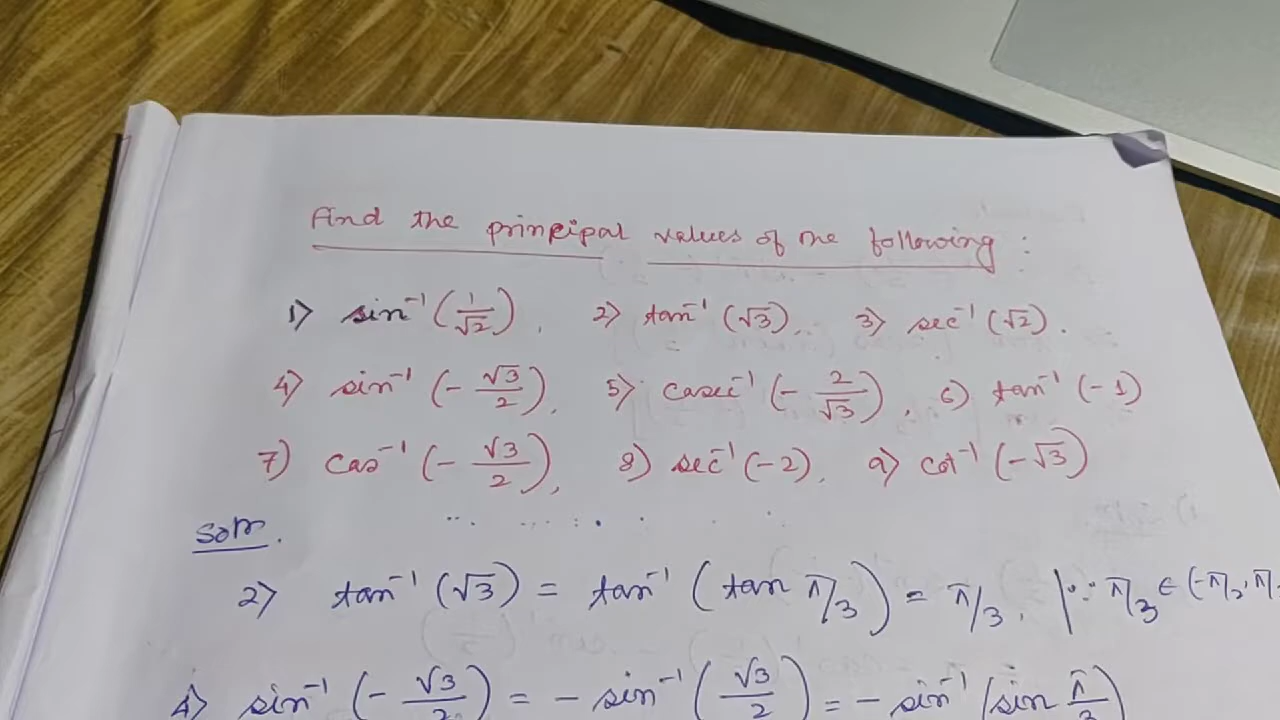 Find the principal values of the following :
1) sin⁻¹(1/√2), 2) tan⁻¹(√3), 3) sec⁻¹(√2).
4) sin⁻¹(-√3/2), 5) cosec⁻¹(-2/√3), 6) tan⁻¹(-1)
7) cos⁻¹(-√3/2), 8) sec⁻¹(-2), 9) cot⁻¹(-√3)
Soln.
2) tan⁻¹(√3) = tan⁻¹(tan π/3) = π/3. | ∵ π/3 ∈ (-π/2, π/
4) sin⁻¹(-√3/2) = - sin⁻¹(√3/2) = - sin⁻¹(sin π/3)